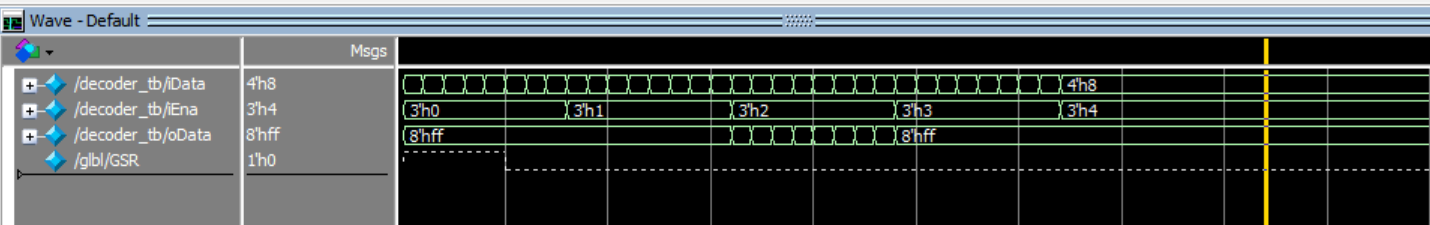 Wave - Default
Msgs
/decoder_tb/iData 4'h8 4'h8
/decoder_tb/iEna 3'h4 3'h0 3'h1 3'h2 3'h3 3'h4
/decoder_tb/oData 8'hff 8'hff 8'hff
/glbl/GSR 1'h0